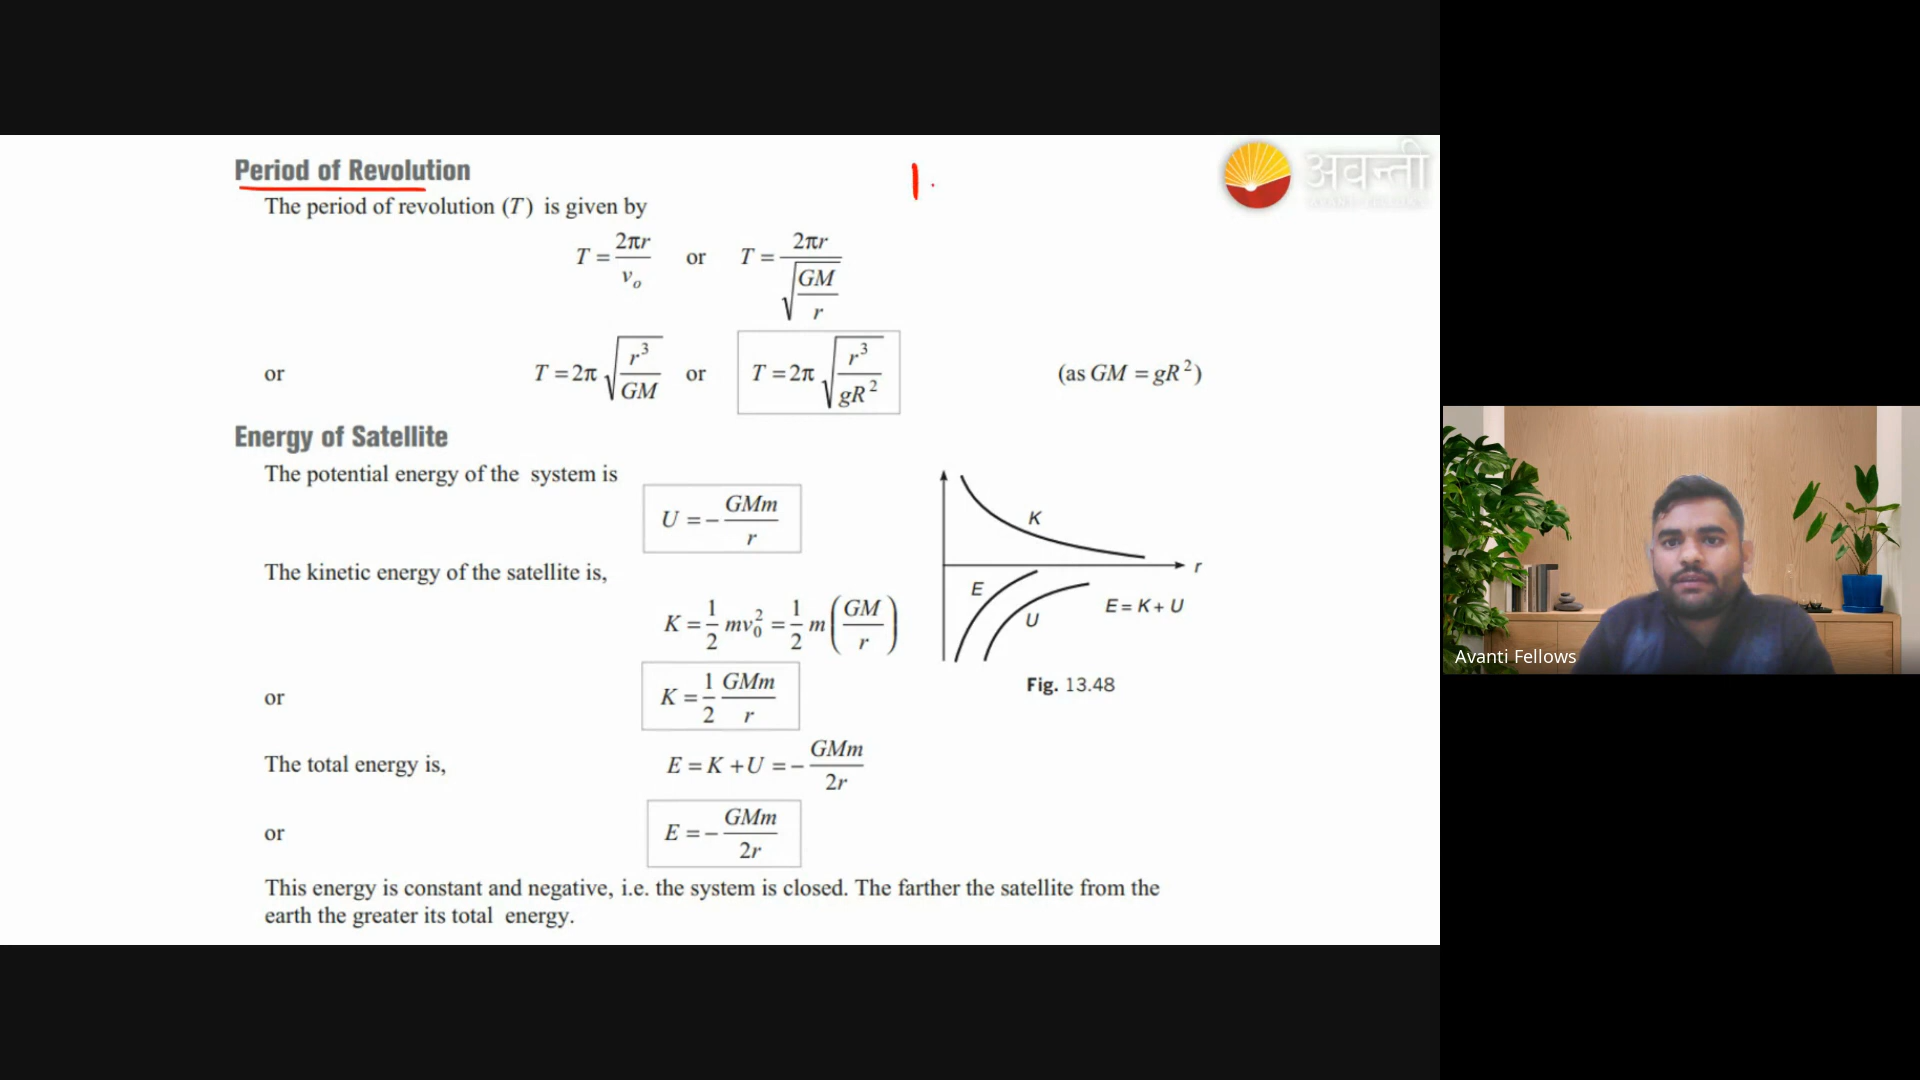 Period of Revolution
अवन्ती
The period of revolution (T) is given by
T = 2πr / v₀ or T = 2πr / √(GM / r)
or T = 2π √(r³ / GM) or T = 2π √(r³ / gR²) (as GM = gR²)
Energy of Satellite
The potential energy of the system is
U = – GMm / r
The kinetic energy of the satellite is,
K = 1/2 mv₀² = 1/2 m (GM / r)
or K = 1/2 GMm / r
The total energy is, E = K + U = – GMm / 2r
or E = – GMm / 2r
K
r
E
U
E = K + U
Fig. 13.48
This energy is constant and negative, i.e. the system is closed. The farther the satellite from the
earth the greater its total energy.
Avanti Fellows